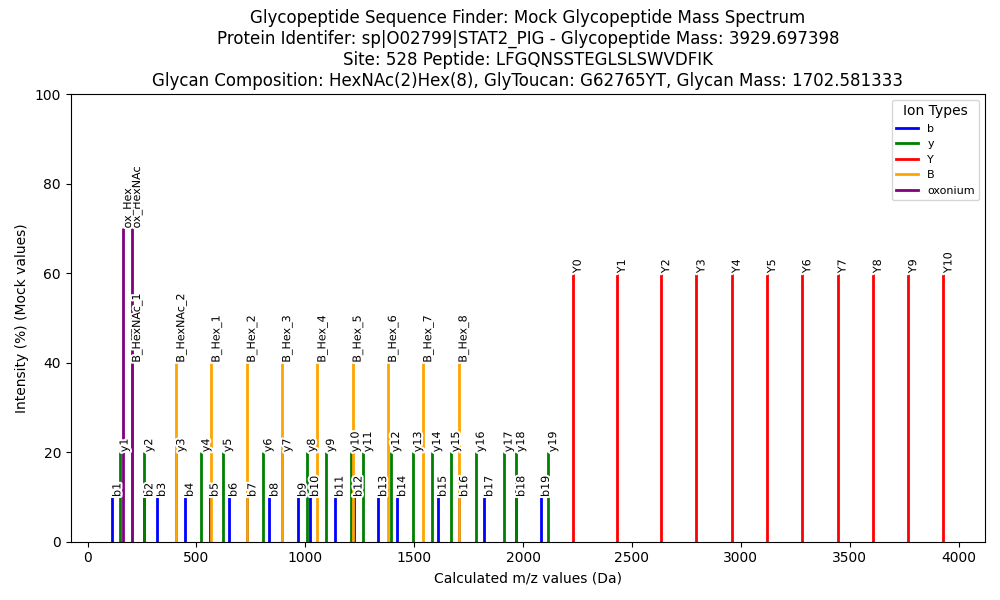 Glycopeptide Sequence Finder: Mock Glycopeptide Mass Spectrum
Protein Identifer: sp|O02799|STAT2_PIG - Glycopeptide Mass: 3929.697398
Site: 528 Peptide: LFGQNSSTEGLSLSWVDFIK
Glycan Composition: HexNAc(2)Hex(8), GlyToucan: G62765YT, Glycan Mass: 1702.581333
Intensity (%) (Mock values)
100
80
60
40
20
0
Ion Types
b
y
Y
B
oxonium
ox_Hex
ox_HexNAc
Y0
Y1
Y2
Y3
Y4
Y5
Y6
Y7
Y8
Y9
Y10
B_HexNAc_1
B_HexNAc_2
B_Hex_1
B_Hex_2
B_Hex_3
B_Hex_4
B_Hex_5
B_Hex_6
B_Hex_7
B_Hex_8
y1
y2
y3
y4
y5
y6
y7
y8
y9
y10
y11
y12
y13
y14
y15
y16
y17
y18
y19
b1
b2
b3
b4
b5
b6
b7
b8
b9
b10
b11
b12
b13
b14
b15
b16
b17
b18
b19
0
500
1000
1500
2000
2500
3000
3500
4000
Calculated m/z values (Da)